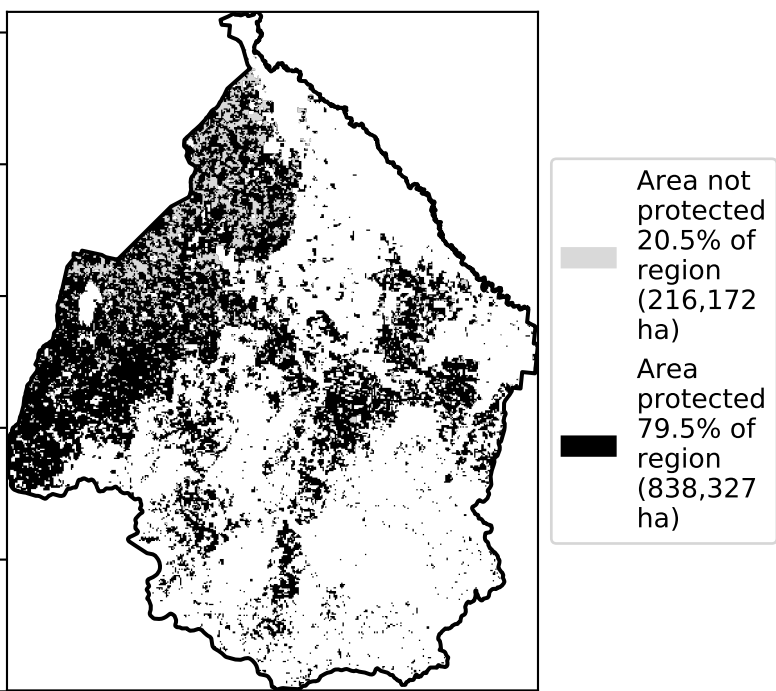 Area not
protected
20.5% of
region
(216,172
ha)
Area
protected
79.5% of
region
(838,327
ha)